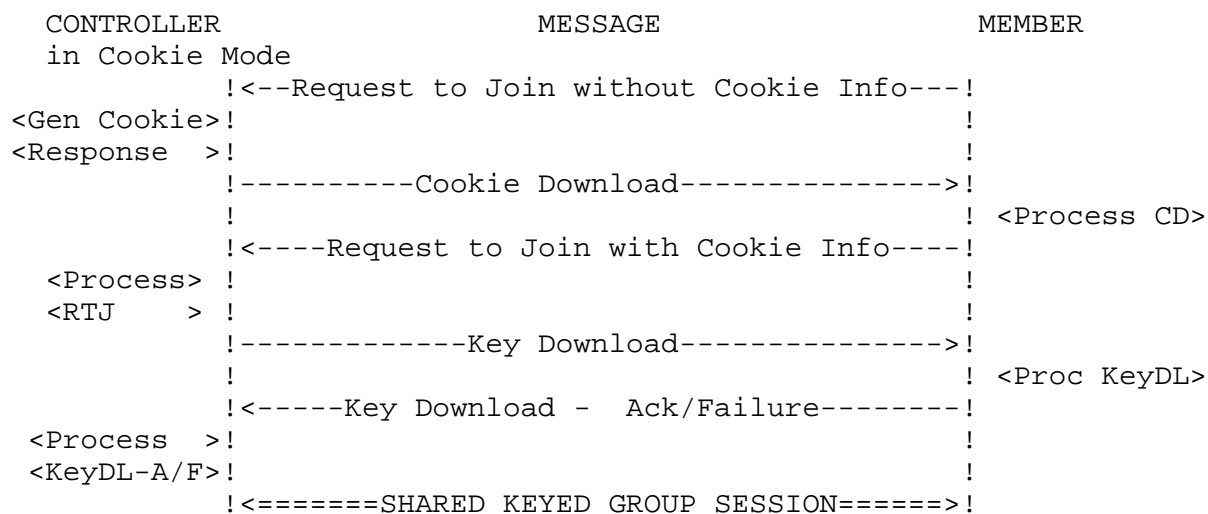 CONTROLLER                    MESSAGE                    MEMBER
  in Cookie Mode
              !<--Request to Join without Cookie Info---!
<Gen Cookie>!                                         !
<Response  >!                                         !
              !----------Cookie Download--------------->!
              !                                         ! <Process CD>
              !<----Request to Join with Cookie Info----!
  <Process> !                                         !
  <RTJ    > !                                         !
              !-------------Key Download--------------->!
              !                                         ! <Proc KeyDL>
              !<-----Key Download -  Ack/Failure--------!
 <Process  >!                                         !
 <KeyDL-A/F>!                                         !
              !<=======SHARED KEYED GROUP SESSION======>!